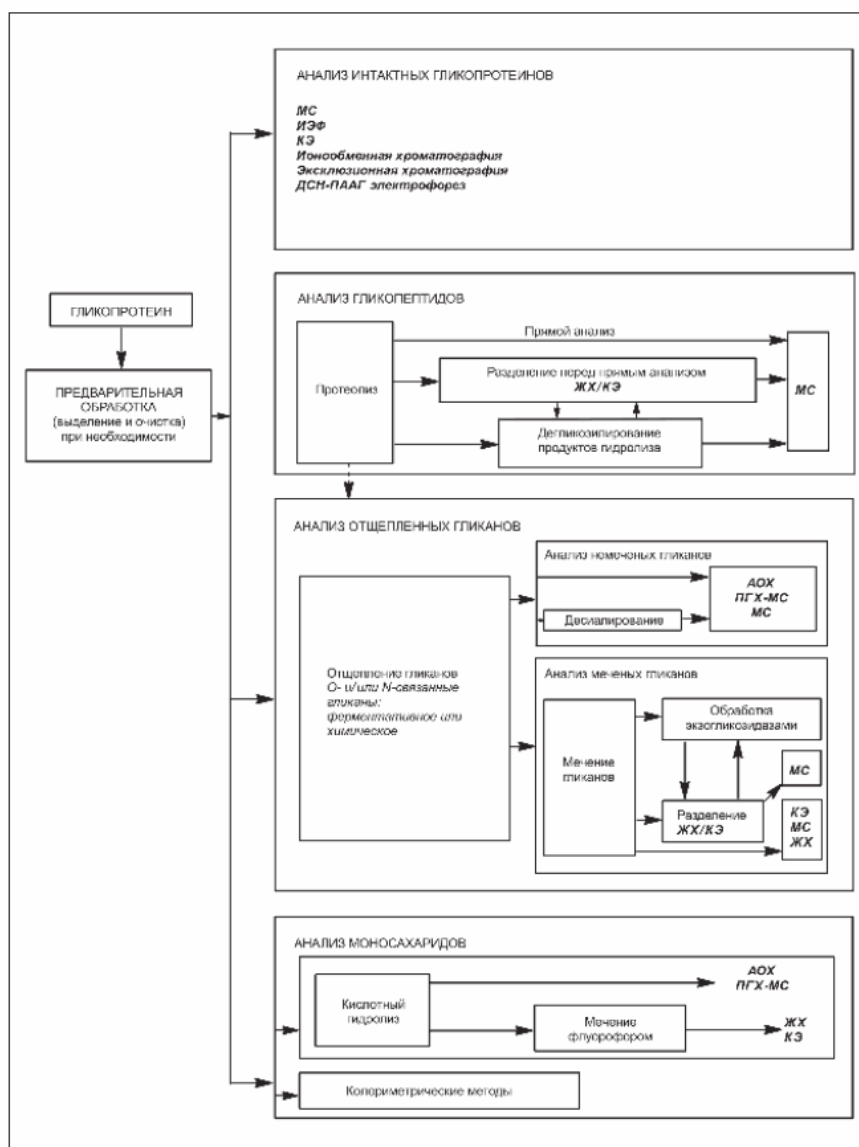 АНАЛИЗ ИНТАКТНЫХ ГЛИКОПРОТЕИНОВ
МС
ИЭФ
КЭ
Ионообменная хроматография
Эксклюзионная хроматография
ДСН-ПААГ электрофорез
ГЛИКОПРОТЕИН
ПРЕДВАРИТЕЛЬНАЯ
ОБРАБОТКА
(выделение и очистка)
при необходимости
АНАЛИЗ ГЛИКОПЕПТИДОВ
Протеолиз
Прямой анализ
Разделение перед прямым анализом
ЖХ/КЭ
Дегликозилирование
продуктов гидролиза
МС
АНАЛИЗ ОТЩЕПЛЕННЫХ ГЛИКАНОВ
Отщепление гликанов
О- и/или N-связанные
гликаны:
ферментативное или
химическое
Анализ немеченых гликанов
Десиалирование
АОХ
ПГХ-МС
МС
Анализ меченых гликанов
Мечение
гликанов
Обработка
экзогликозидазами
Разделение
ЖХ/КЭ
МС
КЭ
МС
ЖХ
АНАЛИЗ МОНОСАХАРИДОВ
Кислотный
гидролиз
АОХ
ПГХ-МС
Мечение
флуорофором
ЖХ
КЭ
Колориметрические методы